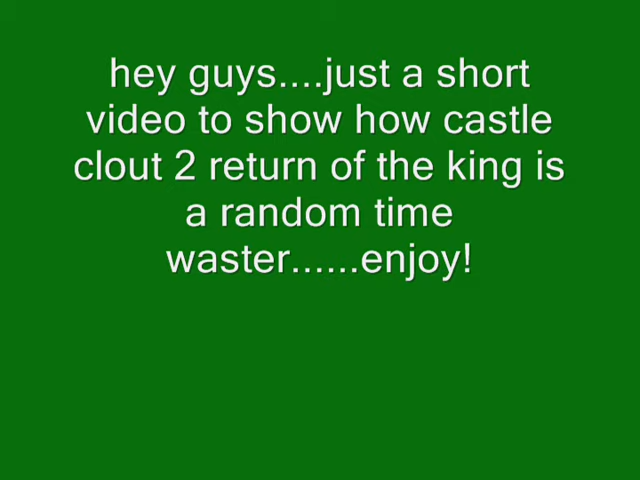 hey guys....just a short
video to show how castle
clout 2 return of the king is
a random time
waster......enjoy!